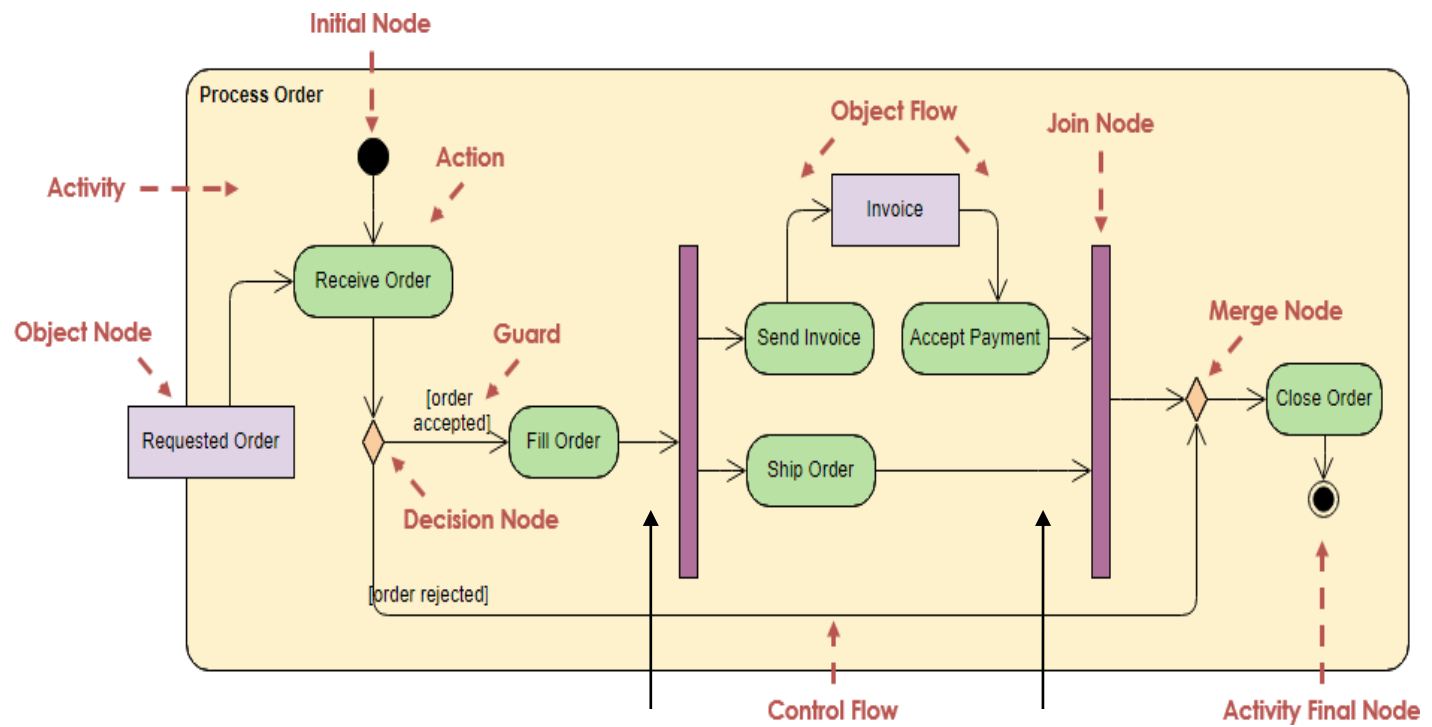 Initial Node
Process Order
Object Flow
Join Node
Action
Activity
Invoice
Receive Order
Object Node
Guard
Merge Node
Send Invoice
Accept Payment
[order
accepted]
Close Order
Requested Order
Fill Order
Ship Order
Decision Node
[order rejected]
Control Flow
Activity Final Node